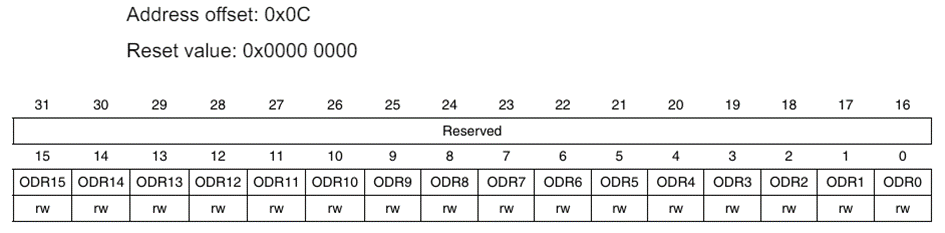 Address offset: 0x0C
Reset value: 0x0000 0000
31 30 29 28 27 26 25 24 23 22 21 20 19 18 17 16
Reserved
15 14 13 12 11 10 9 8 7 6 5 4 3 2 1 0
ODR15 ODR14 ODR13 ODR12 ODR11 ODR10 ODR9 ODR8 ODR7 ODR6 ODR5 ODR4 ODR3 ODR2 ODR1 ODR0
rw rw rw rw rw rw rw rw rw rw rw rw rw rw rw rw